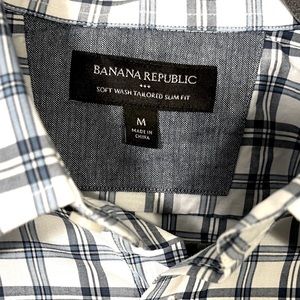 BANANA REPUBLIC
SOFT WASH TAILORED SLIM FIT
M
MADE IN
CHINA